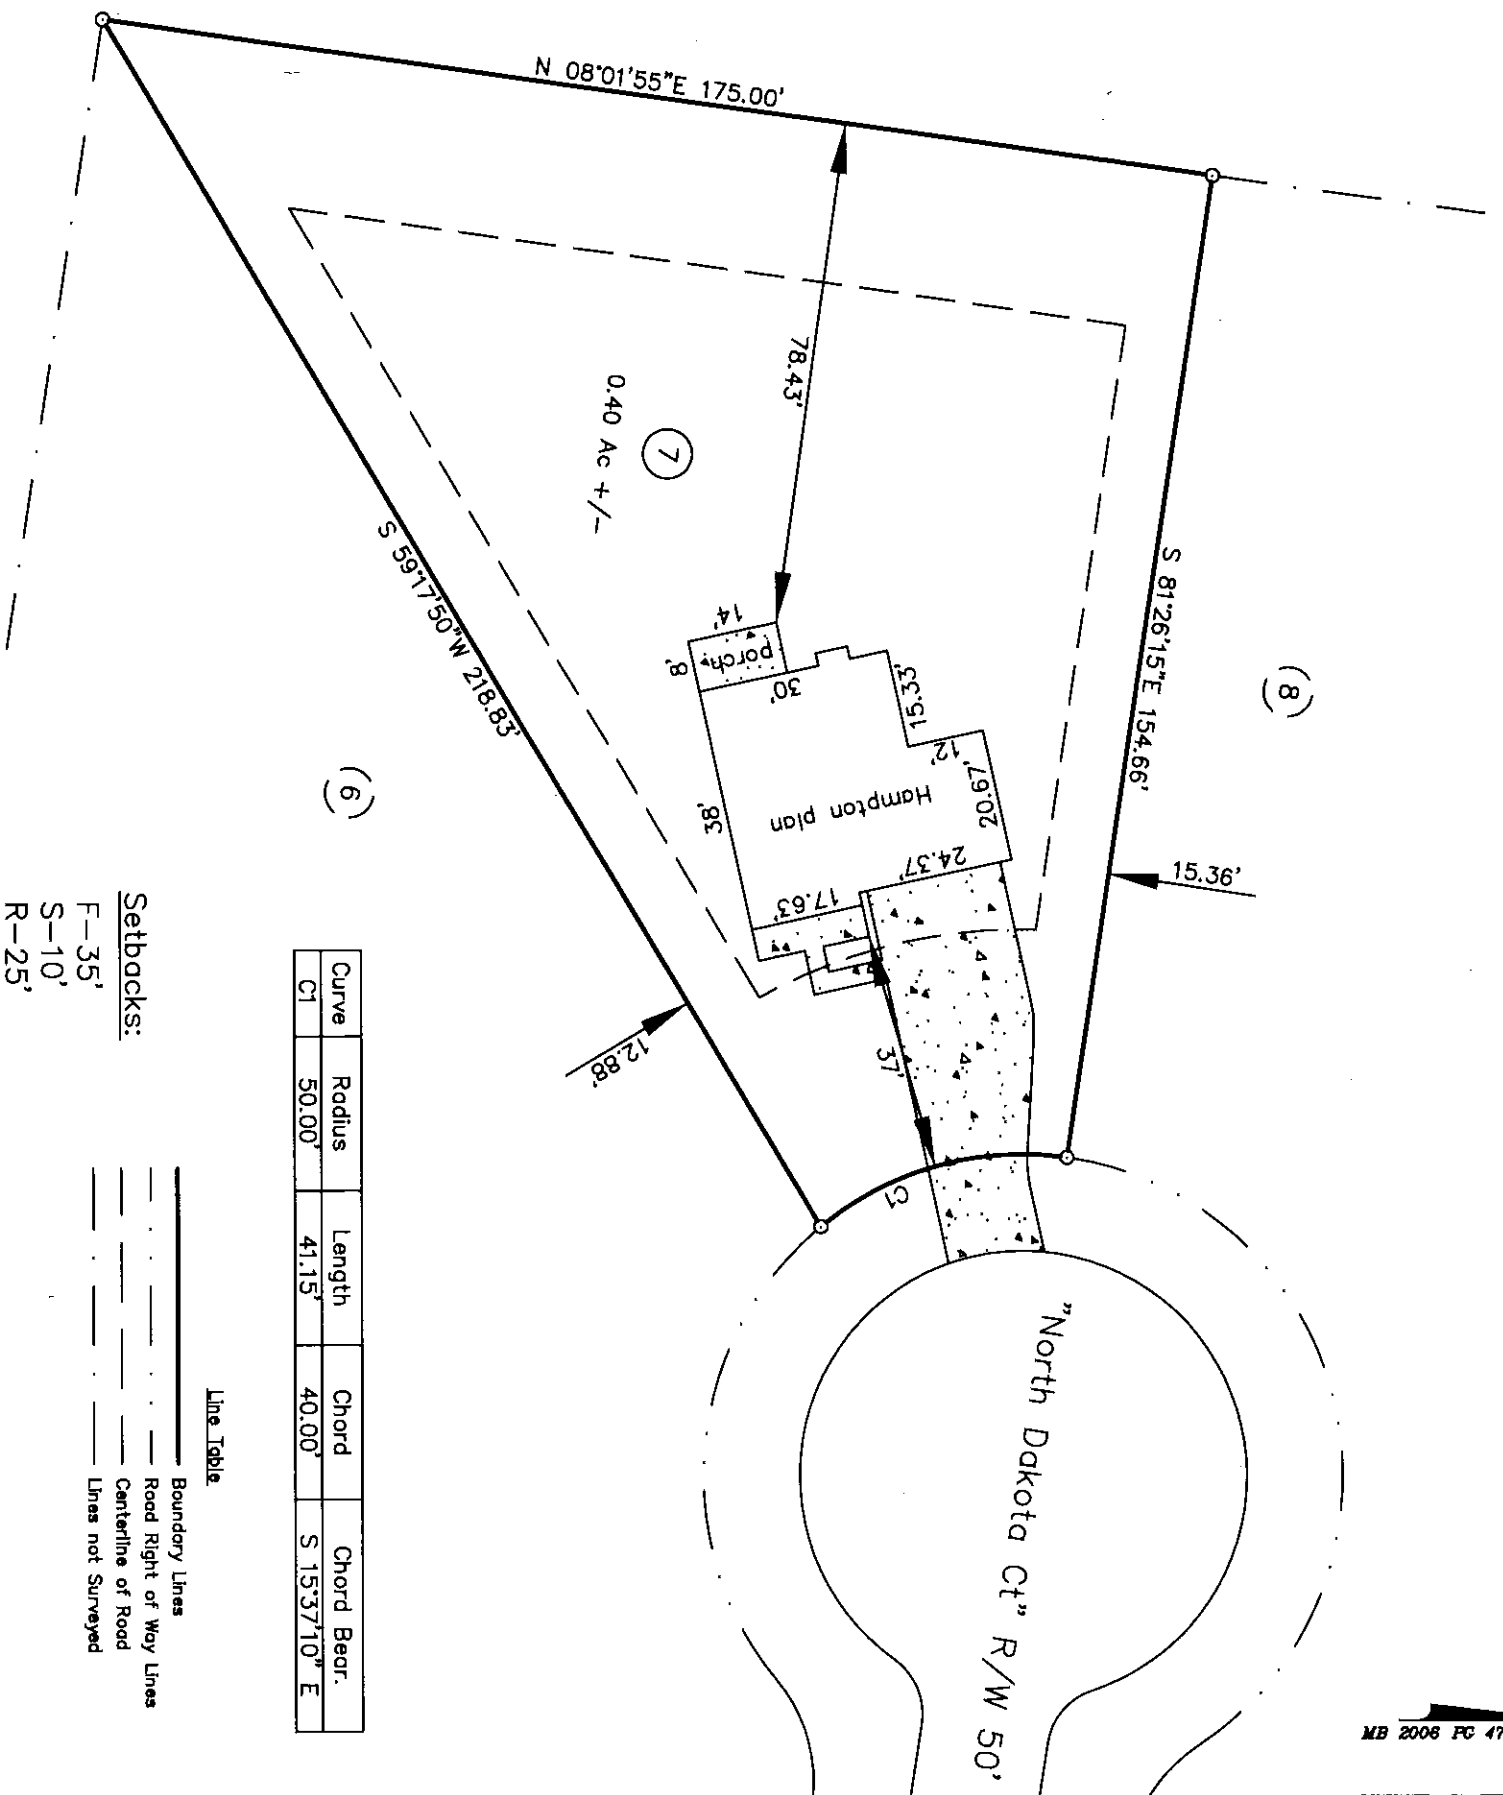 N 08°01'55"E 175.00'
78.43'
S 81°26'15"E 154.66'
7
0.40 Ac +/-
S 59°17'50"W 218.83'
8
6
14'
porch
8'
30'
15.33'
12'
20.67'
Hampton plan
38'
24.37'
17.63'
15.36'
12.88'
37'
C1
"North Dakota Ct" R/W 50'
Setbacks:
F-35'
S-10'
R-25'
Curve Radius Length Chord Chord Bear.
C1 50.00' 41.15' 40.00' S 15°37'10" E
Line Table
Boundary Lines
Road Right of Way Lines
Centerline of Road
Lines not Surveyed
MB 2006 PG 47